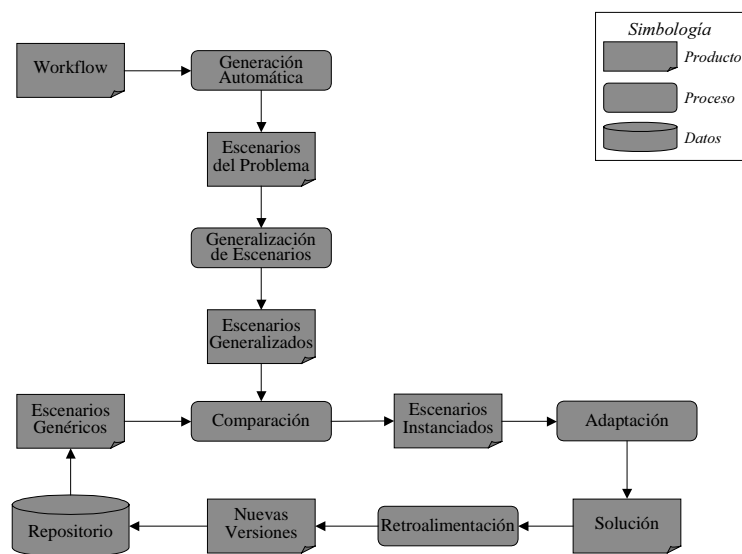 Simbología
Producto
Proceso
Datos
Workflow
Generación
Automática
Escenarios
del Problema
Generalización
de Escenarios
Escenarios
Generalizados
Escenarios
Genéricos
Comparación
Escenarios
Instanciados
Adaptación
Repositorio
Nuevas
Versiones
Retroalimentación
Solución